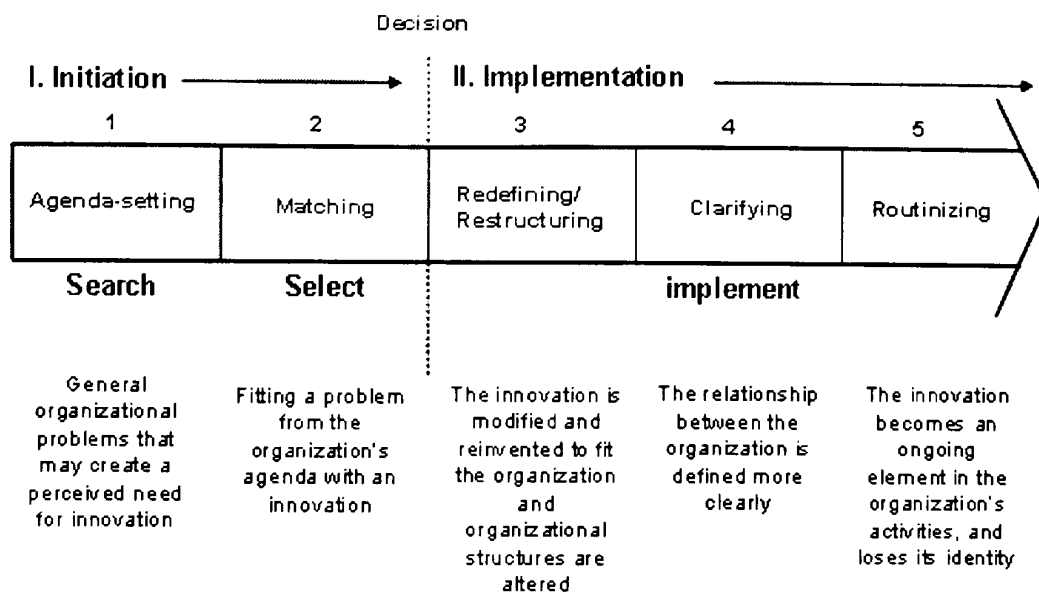 Decision
I. Initiation
II. Implementation
1
2
3
4
5
Agenda-setting
Matching
Redefining/
Restructuring
Clarifying
Routinizing
Search
Select
implement
General
organizational
problems that
may create a
perceived need
for innovation
Fitting a problem
from the
organization's
agenda with an
innovation
The innovation is
modified and
reinvented to fit
the organization
and
organizational
structures are
altered
The relationship
between the
organization is
defined more
clearly
The innovation
becomes an
ongoing
element in the
organization's
activities, and
loses its identity